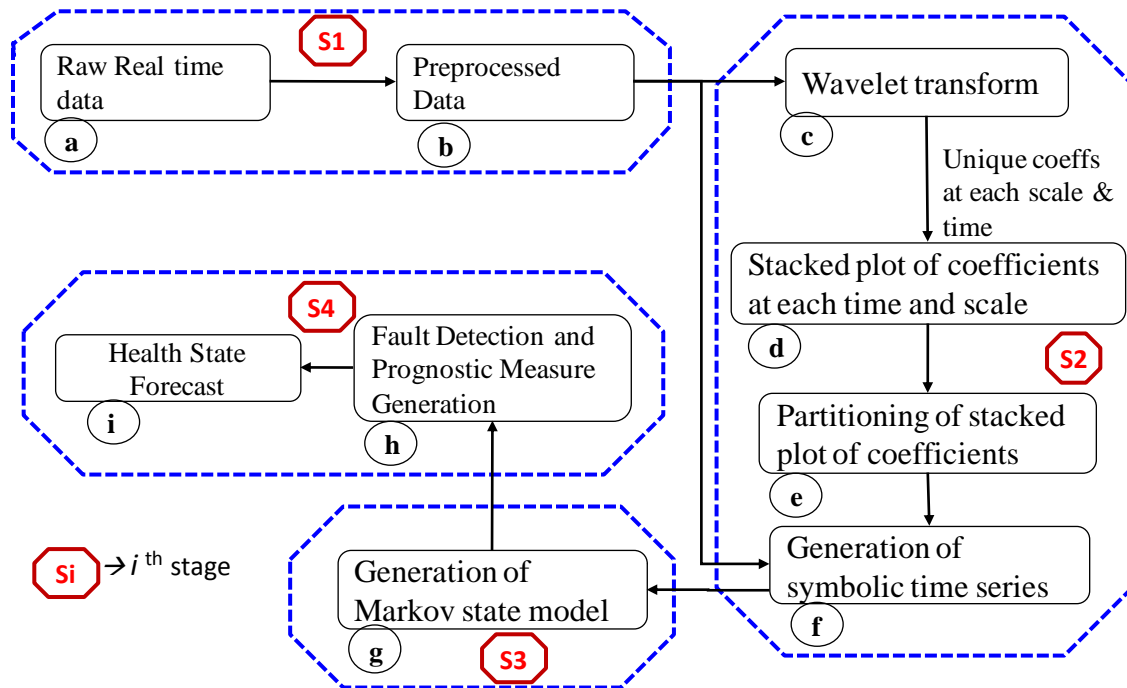 S1
Raw Real time
data
a
Preprocessed
Data
b
Wavelet transform
c
Unique coeffs
at each scale &
time
Stacked plot of coefficients
at each time and scale
d
S2
Partitioning of stacked
plot of coefficients
e
Generation of
symbolic time series
f
Generation of
Markov state model
g
S3
S4
Fault Detection and
Prognostic Measure
Generation
h
Health State
Forecast
i
Si → i th stage